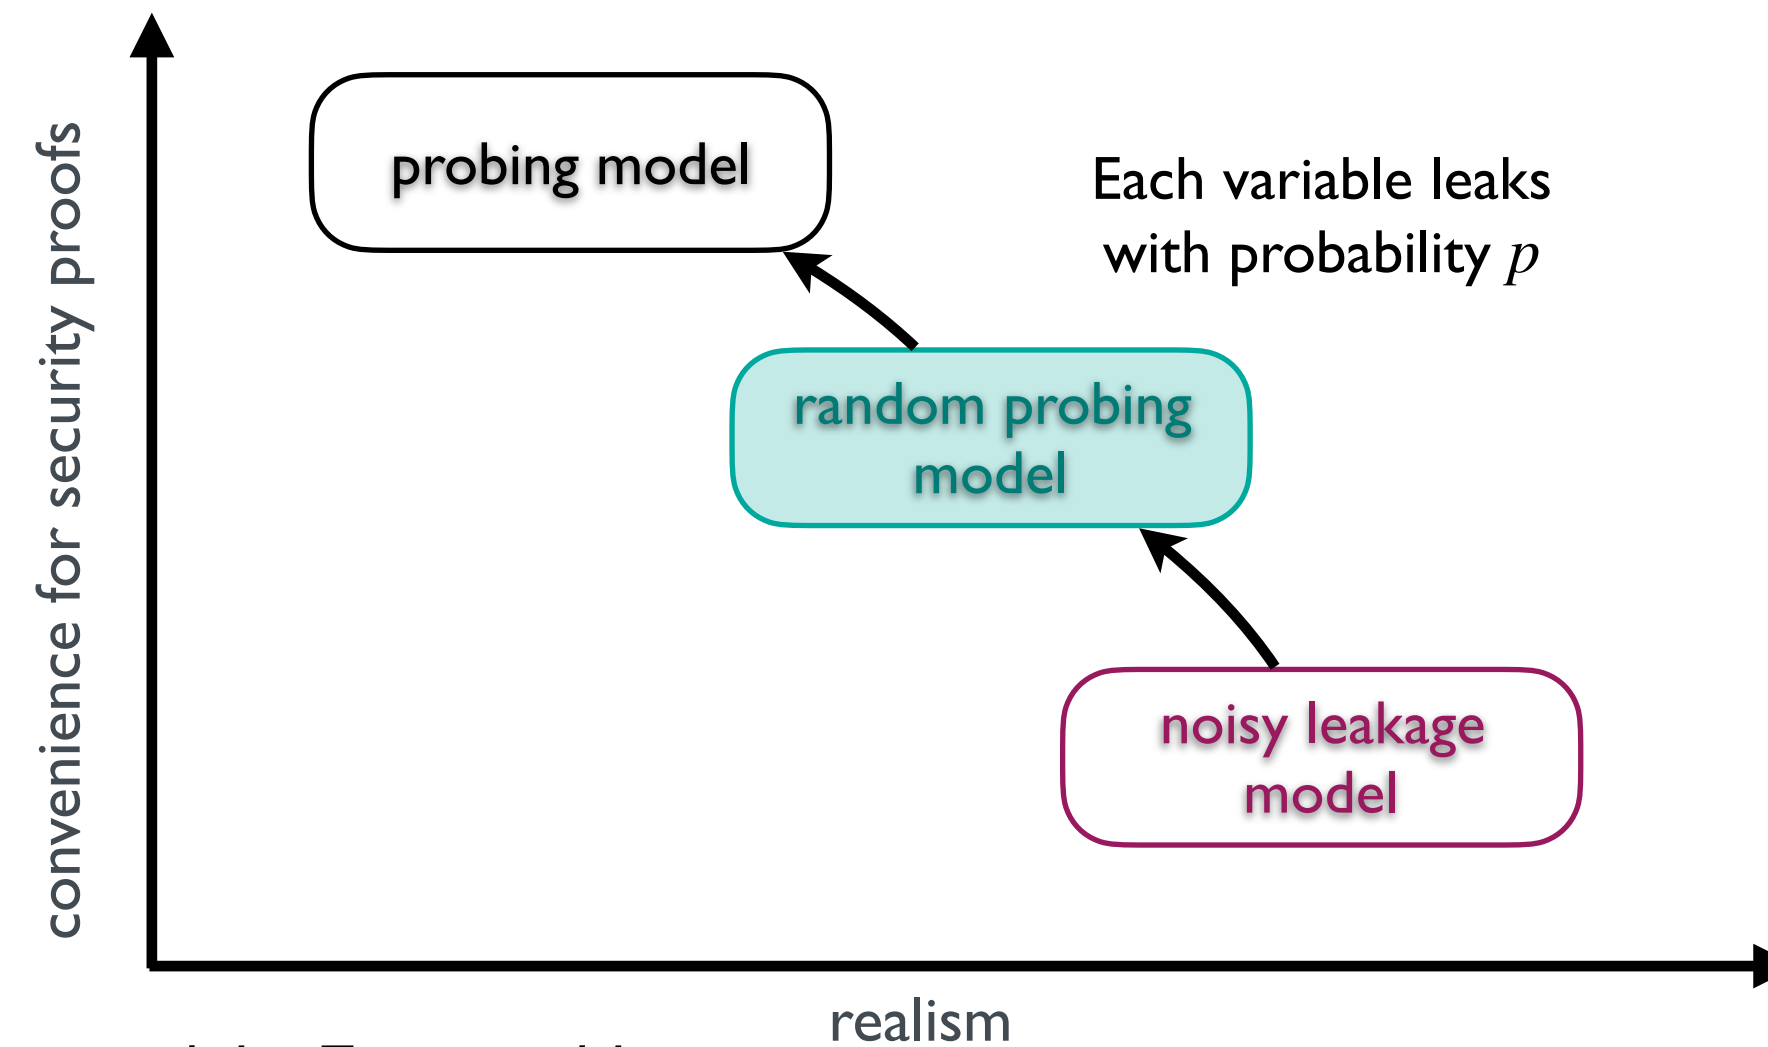 convenience for security proofs
probing model
Each variable leaks
with probability p
random probing
model
noisy leakage
model
realism